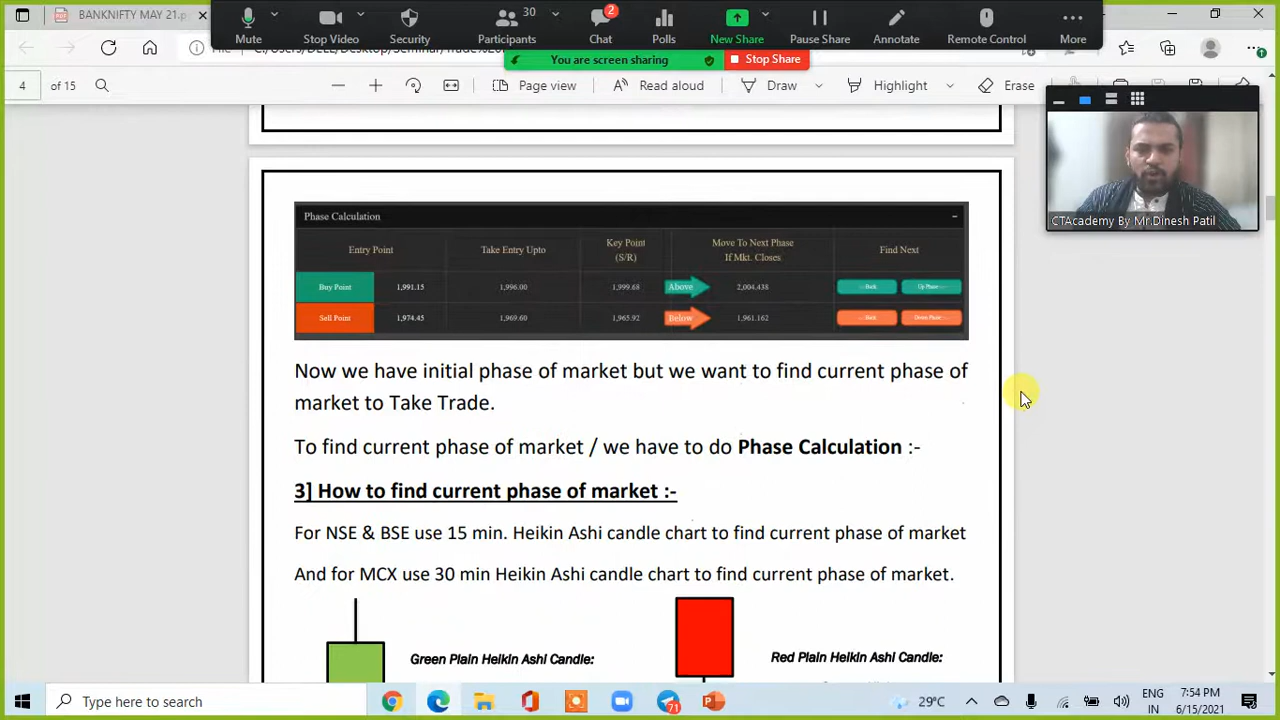 BANKNIFTY MAY 21.p
30
2
Mute
Stop Video
Security
Participants
Chat
Polls
New Share
Pause Share
Annotate
Remote Control
More
You are screen sharing
Stop Share
4
of 15
Page view
Read aloud
Draw
Highlight
Erase
CTAcademy By Mr.Dinesh Patil
Phase Calculation
Entry Point
Take Entry Upto
Key Point
(S/R)
Move To Next Phase
If Mkt. Closes
Find Next
Buy Point
1,991.15
1,996.00
1,999.68
Above
2,004.438
Back
Up Phase
Sell Point
1,974.45
1,969.60
1,965.92
Below
1,961.162
Back
Down Phase
Now we have initial phase of market but we want to find current phase of
market to Take Trade.
To find current phase of market / we have to do Phase Calculation :-
3] How to find current phase of market :-
For NSE & BSE use 15 min. Heikin Ashi candle chart to find current phase of market
And for MCX use 30 min Heikin Ashi candle chart to find current phase of market.
Green Plain Heikin Ashi Candle:
Red Plain Heikin Ashi Candle:
Type here to search
71
29°C
ENG
IN
7:54 PM
6/15/2021